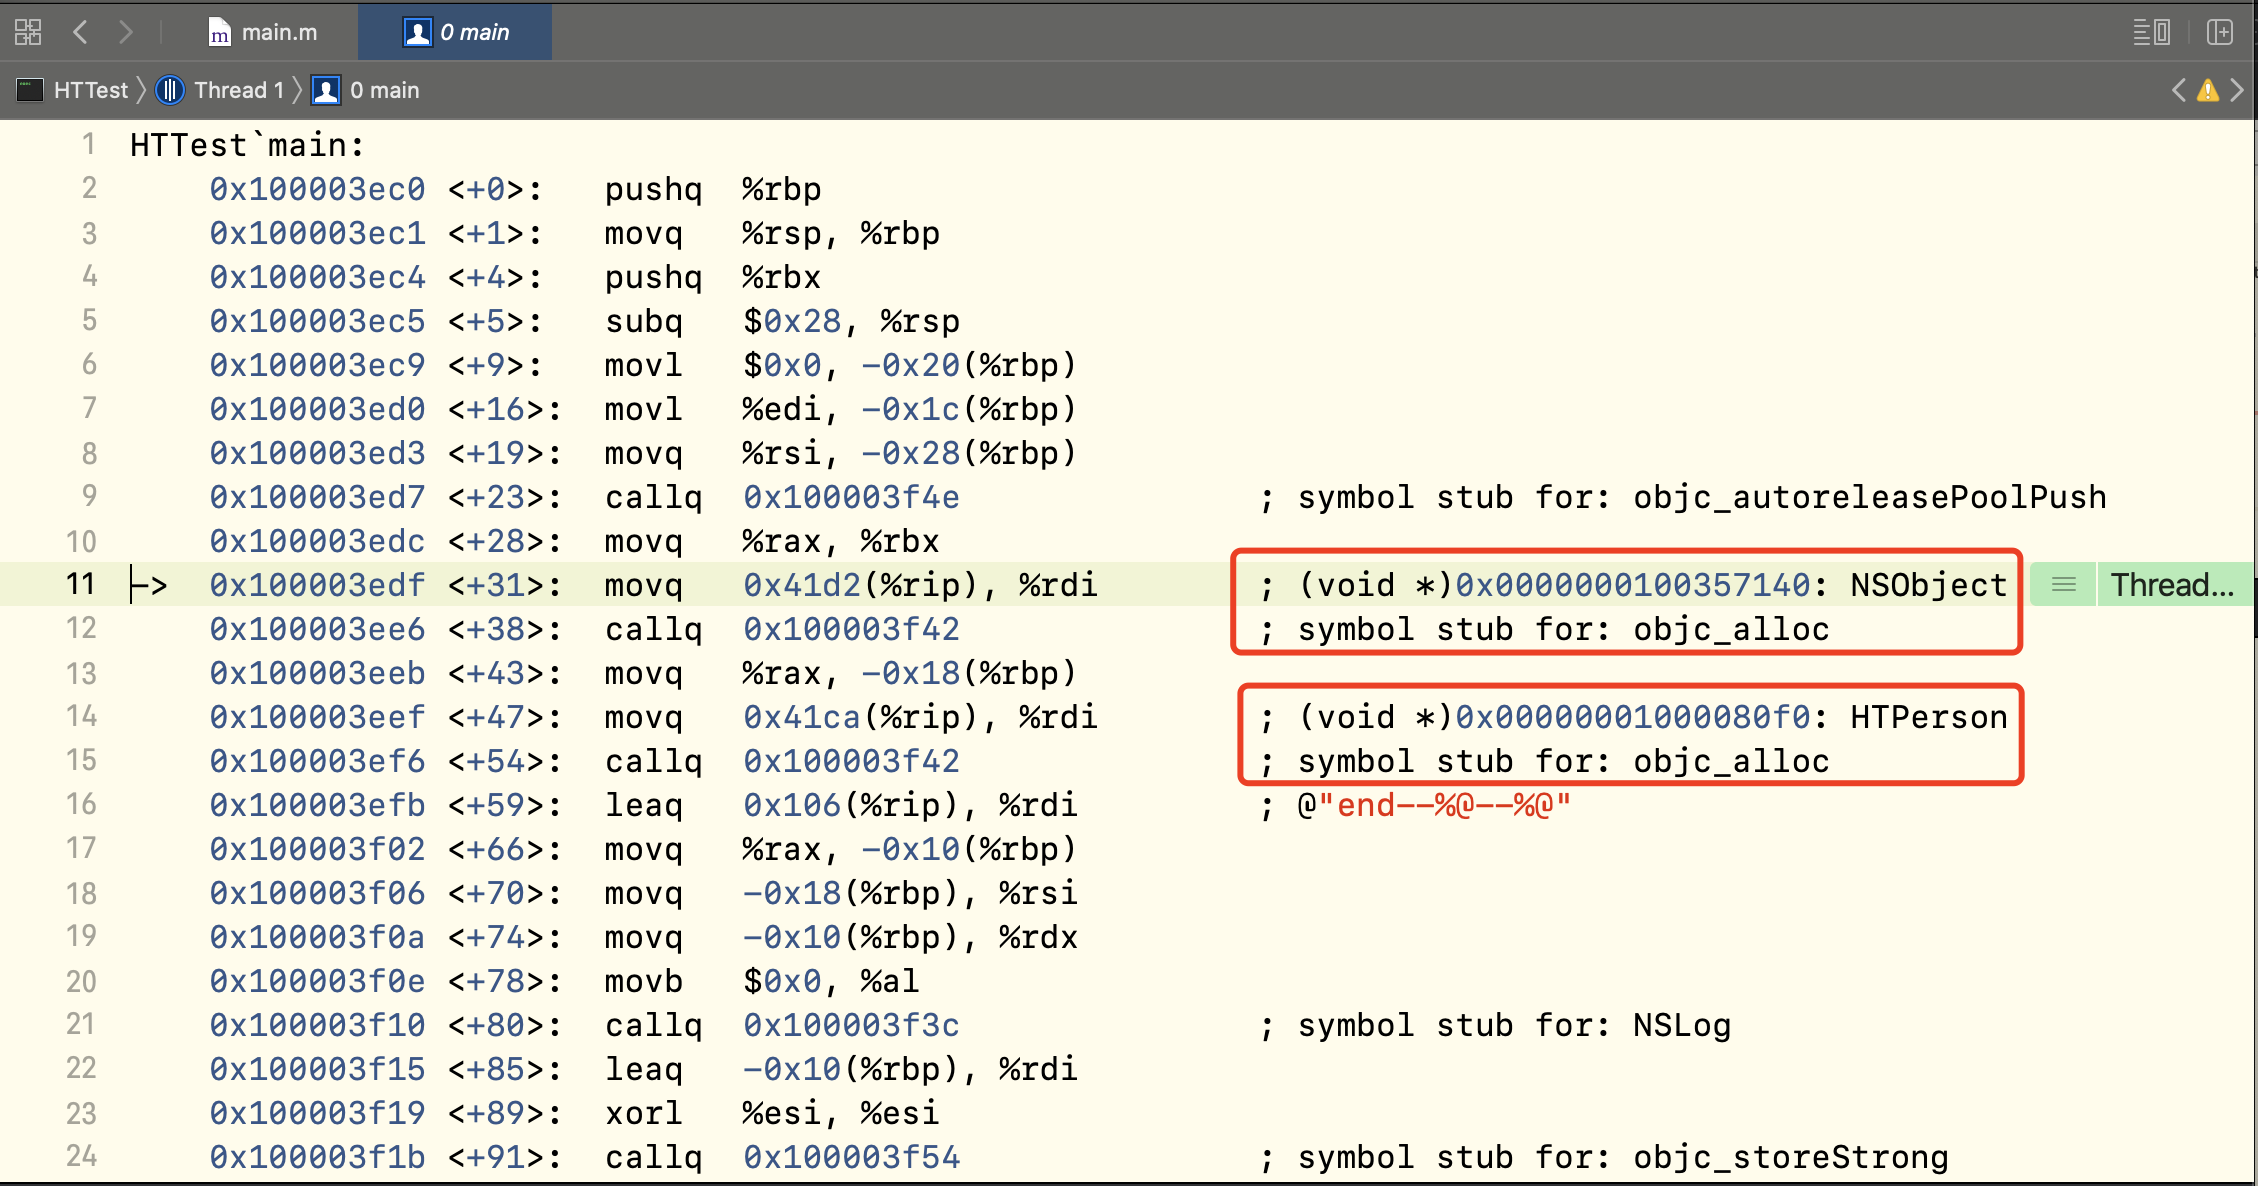 main.m 0 main
HTTest Thread 1 0 main
1 HTTest`main:
2 0x100003ec0 <+0>: pushq %rbp
3 0x100003ec1 <+1>: movq %rsp, %rbp
4 0x100003ec4 <+4>: pushq %rbx
5 0x100003ec5 <+5>: subq $0x28, %rsp
6 0x100003ec9 <+9>: movl $0x0, -0x20(%rbp)
7 0x100003ed0 <+16>: movl %edi, -0x1c(%rbp)
8 0x100003ed3 <+19>: movq %rsi, -0x28(%rbp)
9 0x100003ed7 <+23>: callq 0x100003f4e ; symbol stub for: objc_autoreleasePoolPush
10 0x100003edc <+28>: movq %rax, %rbx
11 -> 0x100003edf <+31>: movq 0x41d2(%rip), %rdi ; (void *)0x0000000100357140: NSObject Thread...
12 0x100003ee6 <+38>: callq 0x100003f42 ; symbol stub for: objc_alloc
13 0x100003eeb <+43>: movq %rax, -0x18(%rbp)
14 0x100003eef <+47>: movq 0x41ca(%rip), %rdi ; (void *)0x00000001000080f0: HTPerson
15 0x100003ef6 <+54>: callq 0x100003f42 ; symbol stub for: objc_alloc
16 0x100003efb <+59>: leaq 0x106(%rip), %rdi ; @"end--%@--%@"
17 0x100003f02 <+66>: movq %rax, -0x10(%rbp)
18 0x100003f06 <+70>: movq -0x18(%rbp), %rsi
19 0x100003f0a <+74>: movq -0x10(%rbp), %rdx
20 0x100003f0e <+78>: movb $0x0, %al
21 0x100003f10 <+80>: callq 0x100003f3c ; symbol stub for: NSLog
22 0x100003f15 <+85>: leaq -0x10(%rbp), %rdi
23 0x100003f19 <+89>: xorl %esi, %esi
24 0x100003f1b <+91>: callq 0x100003f54 ; symbol stub for: objc_storeStrong